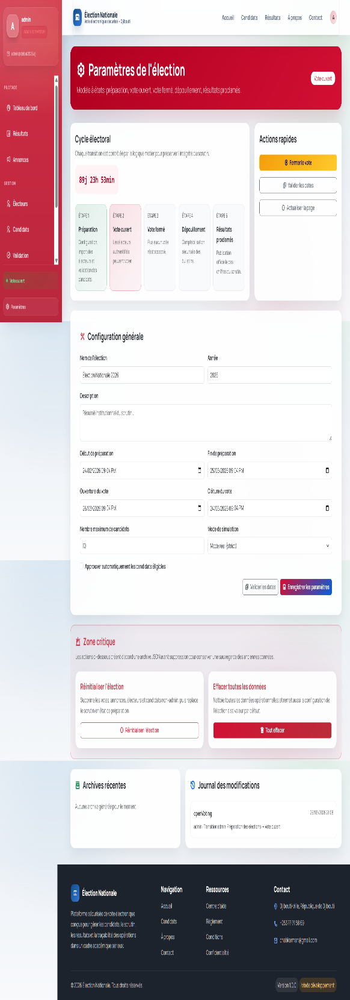 A
admin
ADMINISTRATEUR
admin@debat2025.dj
PILOTAGE
Tableau de bord
Résultats
Annonces
GESTION
Électeurs
Candidats
Validation
Vote ouvert
Paramètres
Élection Nationale
Vote électronique sécurisé • Djibouti
Accueil
Candidats
Résultats
À propos
Contact
A
Paramètres de l'élection
Modèle à états: préparation, vote ouvert, vote fermé, dépouillement, résultats proclamés.
Vote ouvert
Cycle électoral
Chaque transition est contrôlée par la logique métier pour préserver l'intégrité du scrutin.
89j 23h 53min
ÉTAPE 1
Préparation
Configuration,
import des
électeurs et
validation des
candidats.
ÉTAPE 2
Vote ouvert
Les électeurs
authentifiés
peuvent voter.
ÉTAPE 3
Vote fermé
Plus aucun vote
n'est accepté.
ÉTAPE 4
Dépouillement
Comptabilisation
sécurisée des
bulletins.
ÉTAPE 5
Résultats
proclamés
Publication
officielle des
chiffres du scrutin.
Actions rapides
Fermer le vote
Valider les dates
Actualiser la page
Configuration générale
Nom de l'élection
Élection Nationale 2026
Année
2026
Description
Résumé institutionnel du scrutin...
Début de préparation
24/02/2026 09:04 PM
Fin de préparation
25/03/2026 09:04 PM
Ouverture du vote
26/03/2026 09:04 PM
Clôture du vote
24/06/2026 09:04 PM
Nombre maximum de candidats
10
Mode de simulation
Mode réel (strict)
Approuver automatiquement les candidats éligibles
Valider les dates
Enregistrer les paramètres
Zone critique
Les actions ci-dessous créent d'abord une archive JSON avant suppression pour conserver une sauvegarde des anciennes données.
Réinitialiser l'élection
Supprime les votes, annonces, électeurs et candidats non-admin, puis replace
le scrutin en état de préparation.
Réinitialiser l'élection
Effacer toutes les données
Nettoie toutes les données opérationnelles et remet aussi la configuration de
l'élection à sa valeur par défaut.
Tout effacer
Archives récentes
Aucune archive générée pour le moment.
Journal des modifications
openVoting
26/03/2026 21:08
admin · Transition admin: Préparation des élections → Vote ouvert
Élection Nationale
Plateforme sécurisée de vote électronique
conçue pour gérer les candidats, le scrutin,
les résultats et la traçabilité des opérations
dans un cadre académique sérieux.
Navigation
Accueil
Candidats
À propos
Contact
Ressources
Centre d'aide
Règlement
Conditions
Confidentialité
Contact
Djibouti-ville, République de Djibouti
+253 77 71 58 69
chabkarman@gmail.com
© 2026 Élection Nationale. Tous droits réservés
Version 1.0.0
Mode développement